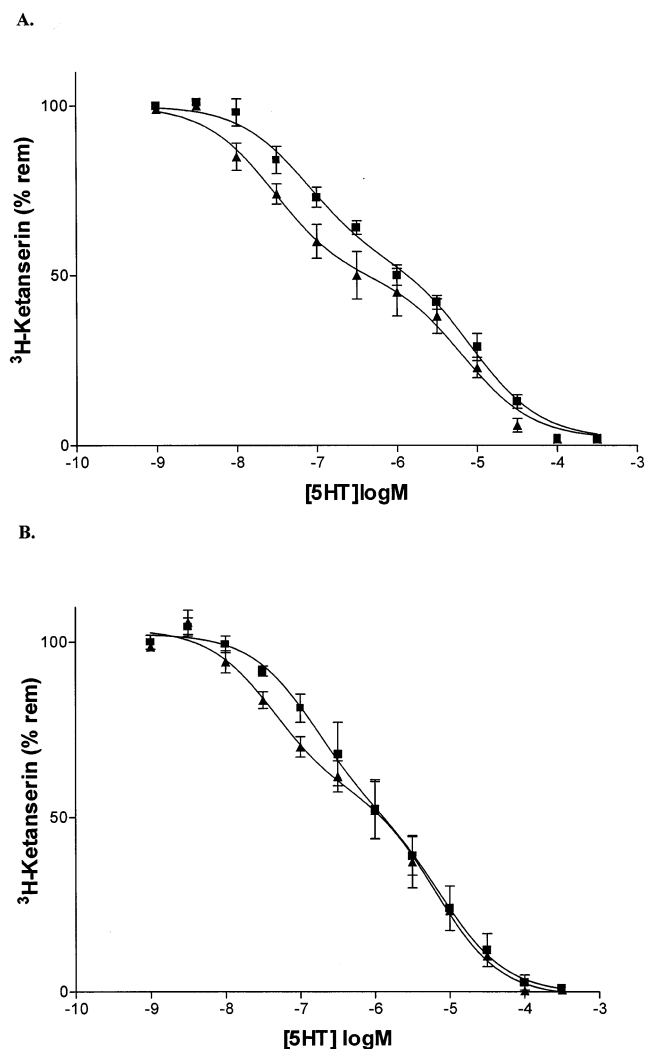 A.
100
50
0
³H-Ketanserin (% rem)
-10 -9 -8 -7 -6 -5 -4 -3
[5HT]logM
B.
100
50
0
³H-Ketanserin (% rem)
-10 -9 -8 -7 -6 -5 -4 -3
[5HT] logM